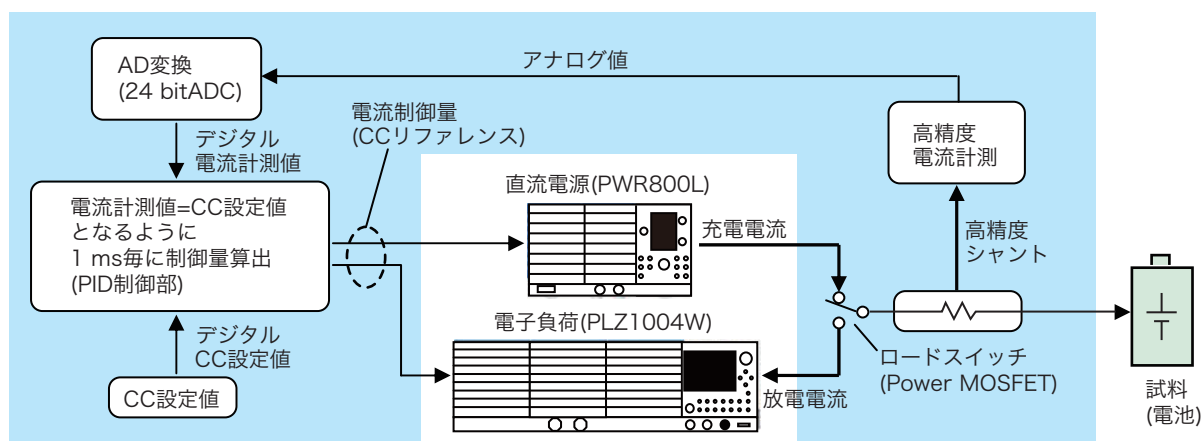 AD変換
(24 bitADC)
アナログ値
デジタル
電流計測値
電流制御量
(CCリファレンス)
高精度
電流計測
電流計測値=CC設定値
となるように
1 ms毎に制御量算出
(PID制御部)
直流電源(PWR800L)
充電電流
高精度
シャント
電子負荷(PLZ1004W)
デジタル
CC設定値
CC設定値
放電電流
ロードスイッチ
(Power MOSFET)
試料
(電池)